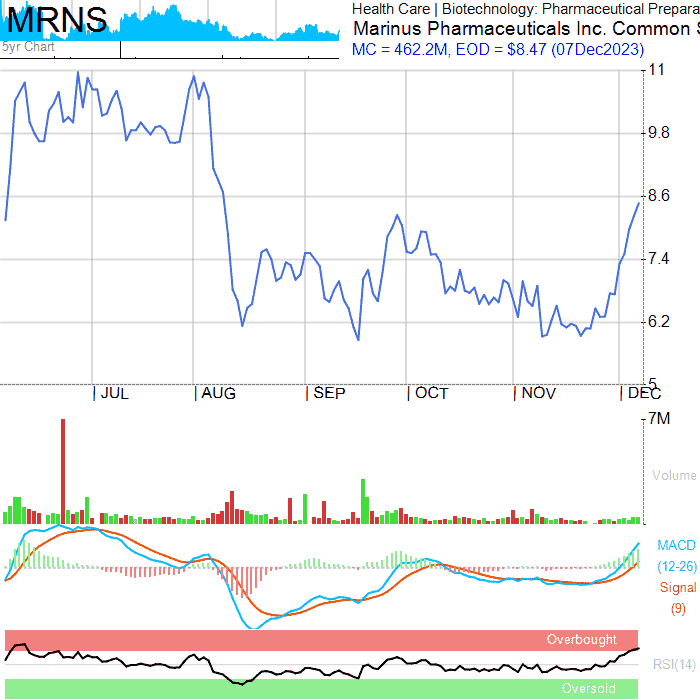 MRNS
5yr Chart
Health Care | Biotechnology: Pharmaceutical Prepara
Marinus Pharmaceuticals Inc. Common S
MC = 462.2M, EOD = $8.47 (07Dec2023)
11
9.8
8.6
7.4
6.2
5
JUL
AUG
SEP
OCT
NOV
DEC
7M
Volume
MACD
(12-26)
Signal
(9)
Overbought
RSI(14)
Oversold